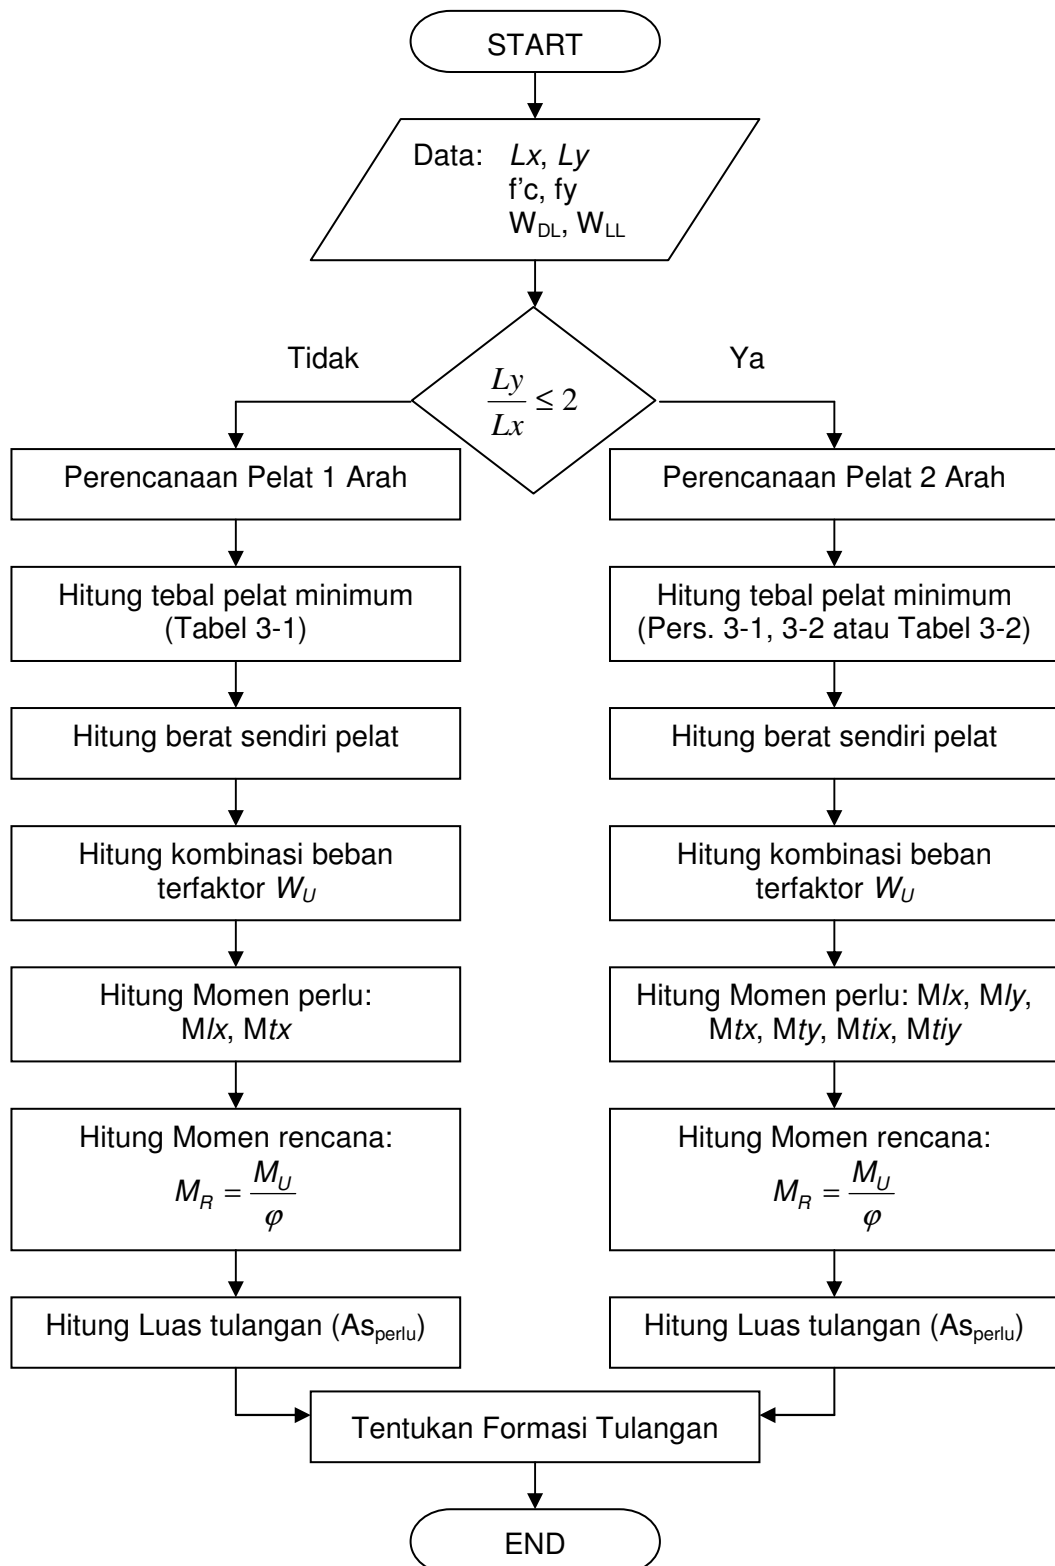 START
Data: Lx, Ly
f'c, fy
W_DL, W_LL
Tidak
Ya
Ly/Lx ≤ 2
Perencanaan Pelat 1 Arah
Hitung tebal pelat minimum
(Tabel 3-1)
Hitung berat sendiri pelat
Hitung kombinasi beban
terfaktor W_U
Hitung Momen perlu:
Mlx, Mtx
Hitung Momen rencana:
M_R = M_U/φ
Hitung Luas tulangan (As_perlu)
Perencanaan Pelat 2 Arah
Hitung tebal pelat minimum
(Pers. 3-1, 3-2 atau Tabel 3-2)
Hitung berat sendiri pelat
Hitung kombinasi beban
terfaktor W_U
Hitung Momen perlu: Mlx, Mly,
Mtx, Mty, Mtix, Mtiy
Hitung Momen rencana:
M_R = M_U/φ
Hitung Luas tulangan (As_perlu)
Tentukan Formasi Tulangan
END